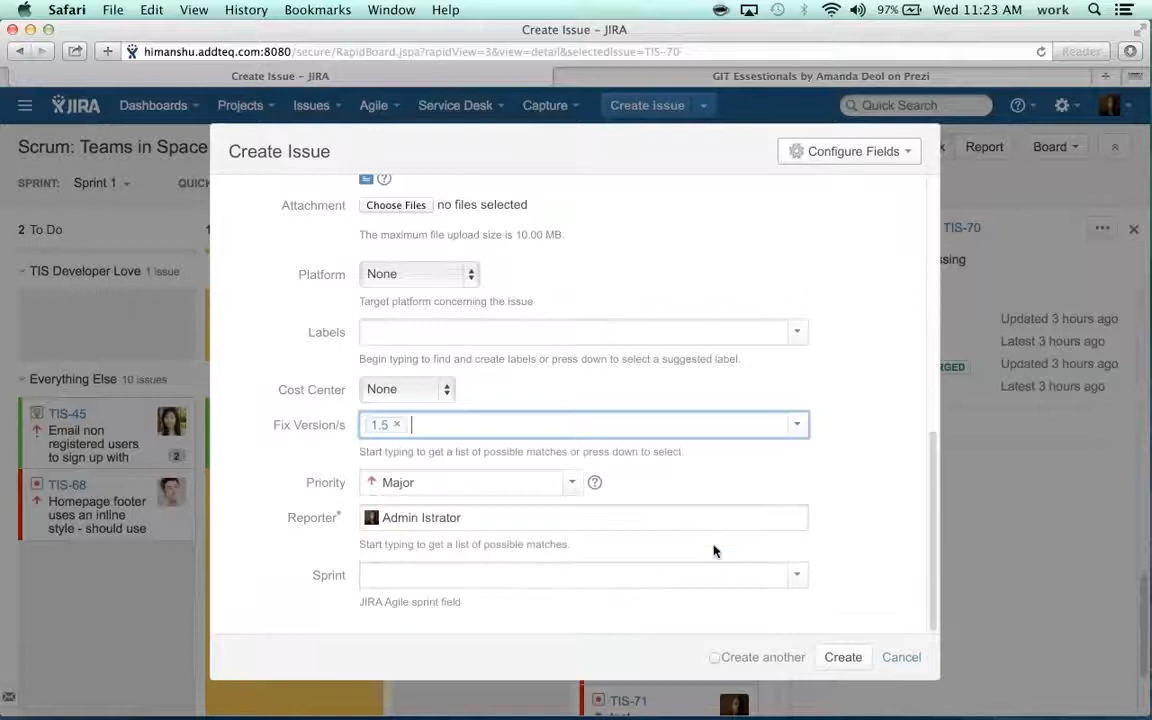 Safari File Edit View History Bookmarks Window Help 97% Wed 11:23 AM work
Create Issue - JIRA
himanshu.addteq.com:8080/secure/RapidBoard.jspa?rapidView=3&view=detail&selectedIssue=TIS-70 Reader
Create Issue - JIRA GIT Essestionals by Amanda Deol on Prezi
JIRA Dashboards Projects Issues Agile Service Desk Capture Create issue Quick Search
Scrum: Teams in Space Report Board
Create Issue Configure Fields
SPRINT: Sprint 1 QUICK
Attachment Choose Files no files selected
The maximum file upload size is 10.00 MB.
2 To Do
TIS-70
TIS Developer Love 1 issue
Platform None
Target platform concerning the issue
Updated 3 hours ago
Labels
Latest 3 hours ago
Begin typing to find and create labels or press down to select a suggested label.
Updated 3 hours ago
Everything Else 10 issues
Cost Center None
Latest 3 hours ago
TIS-45
Email non
registered users
to sign up with
2
Fix Version/s 1.5
Start typing to get a list of possible matches or press down to select.
TIS-68
Homepage footer
uses an inline
style - should use
Priority Major
Reporter* Admin Istrator
Start typing to get a list of possible matches.
Sprint
JIRA Agile sprint field
Create another Create Cancel
TIS-71